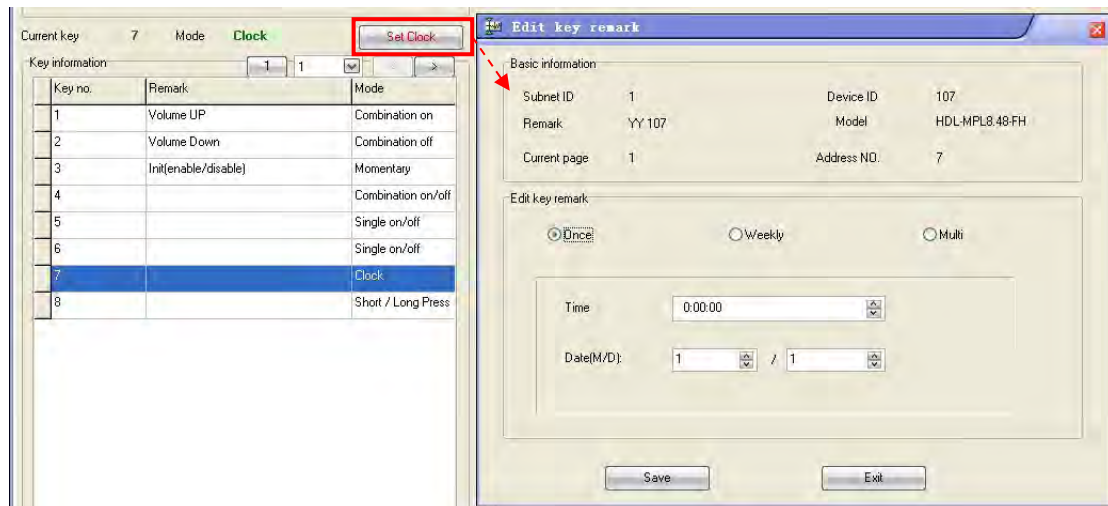 Current key 7 Mode Clock Set Clock
Key information 1 1 >
Key no. Remark Mode
1 Volume UP Combination on
2 Volume Down Combination off
3 Init(enable/disable) Momentary
4 Combination on/off
5 Single on/off
6 Single on/off
7 Clock
8 Short / Long Press
Edit key remark
Basic information
Subnet ID 1 Device ID 107
Remark YY 107 Model HDL-MPL8.48-FH
Current page 1 Address NO. 7
Edit key remark
Once Weekly Multi
Time 0:00:00
Date(M/D): 1 / 1
Save Exit